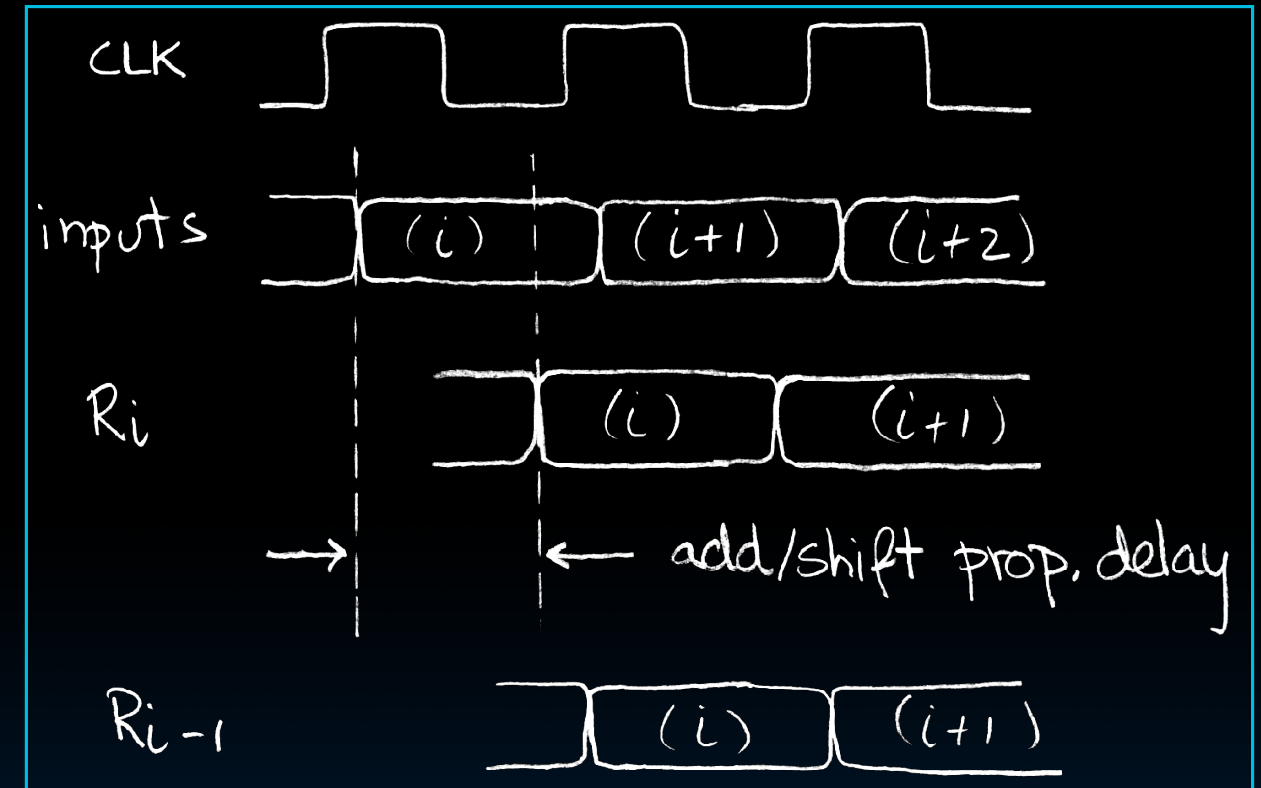 CLK
inputs (i) (i+1) (i+2)
Ri (i) (i+1)
add/shift prop. delay
Ri-1 (i) (i+1)